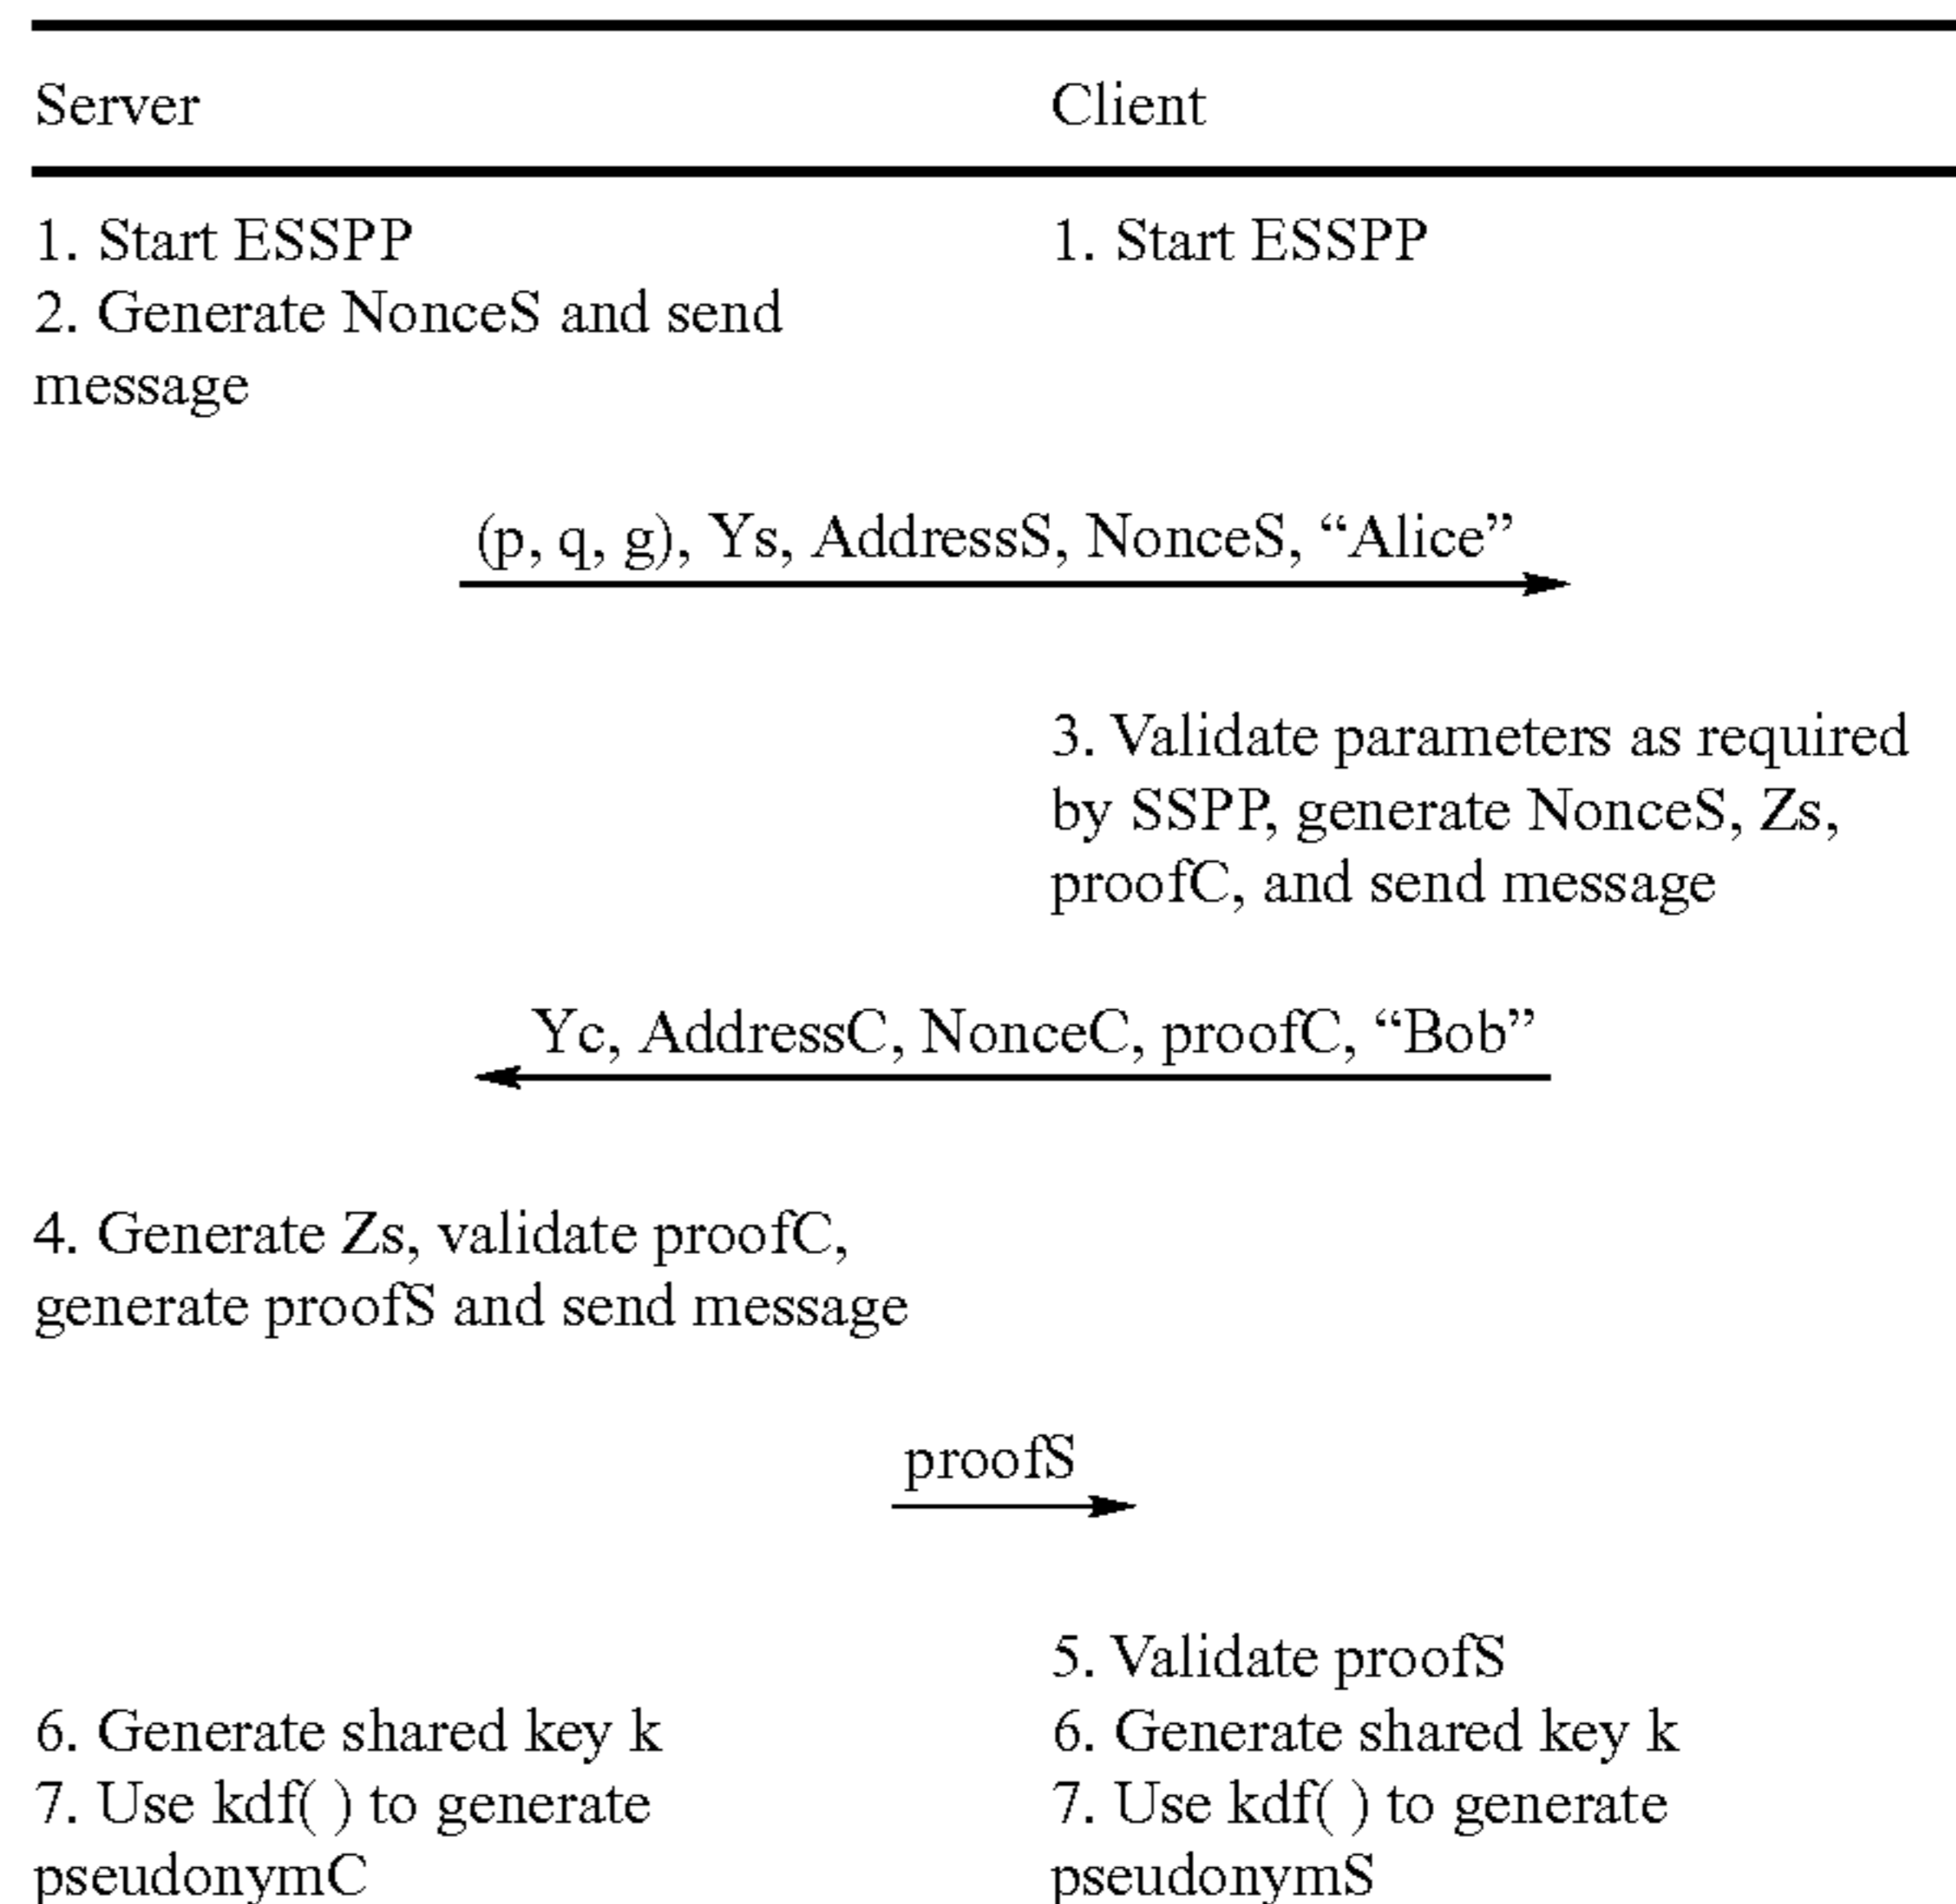 Server
Client
1. Start ESSPP
1. Start ESSPP
2. Generate NonceS and send
message
(p, q, g), Ys, AddressS, NonceS, “Alice”
3. Validate parameters as required
by SSPP, generate NonceS, Zs,
proofC, and send message
Yc, AddressC, NonceC, proofC, “Bob”
4. Generate Zs, validate proofC,
generate proofS and send message
proofS
5. Validate proofS
6. Generate shared key k
6. Generate shared key k
7. Use kdf( ) to generate
pseudonymC
7. Use kdf( ) to generate
pseudonymS